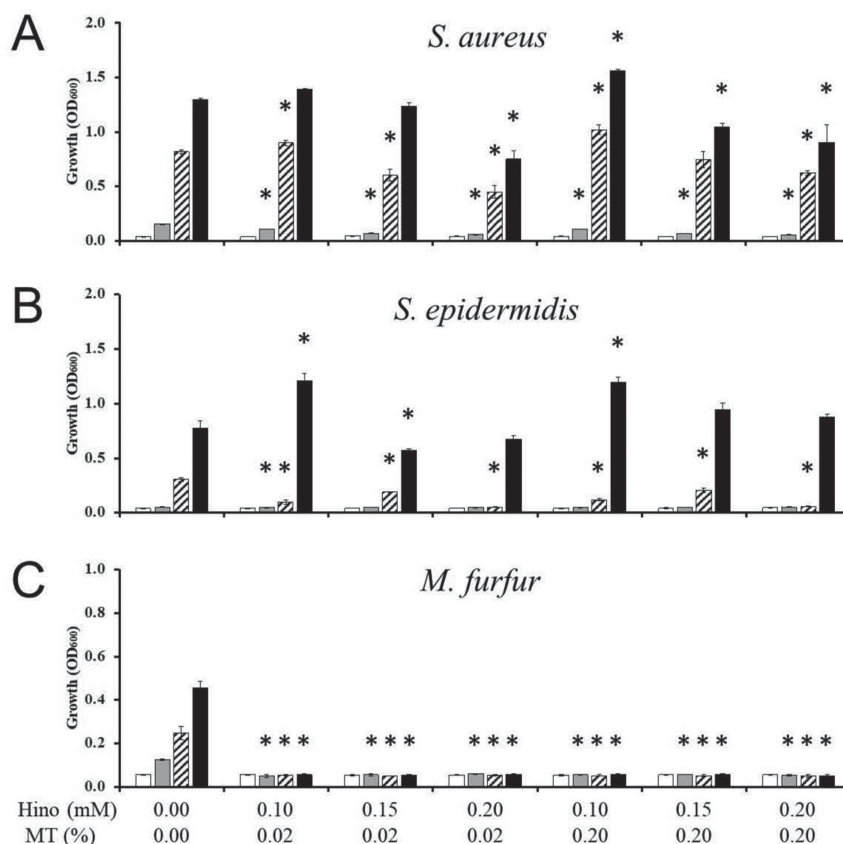 A
S. aureus
Growth (OD600)
2.0
1.5
1.0
0.5
0.0
* * * * * * * * * * * * * * *
B
S. epidermidis
Growth (OD600)
2.0
1.5
1.0
0.5
0.0
* * * * * * * * * *
C
M. furfur
Growth (OD600)
1.0
0.8
0.6
0.4
0.2
0.0
* * * * * * * * * * * * * * * * * *
Hino (mM) 0.00 0.10 0.15 0.20 0.10 0.15 0.20
MT (%) 0.00 0.02 0.02 0.02 0.20 0.20 0.20